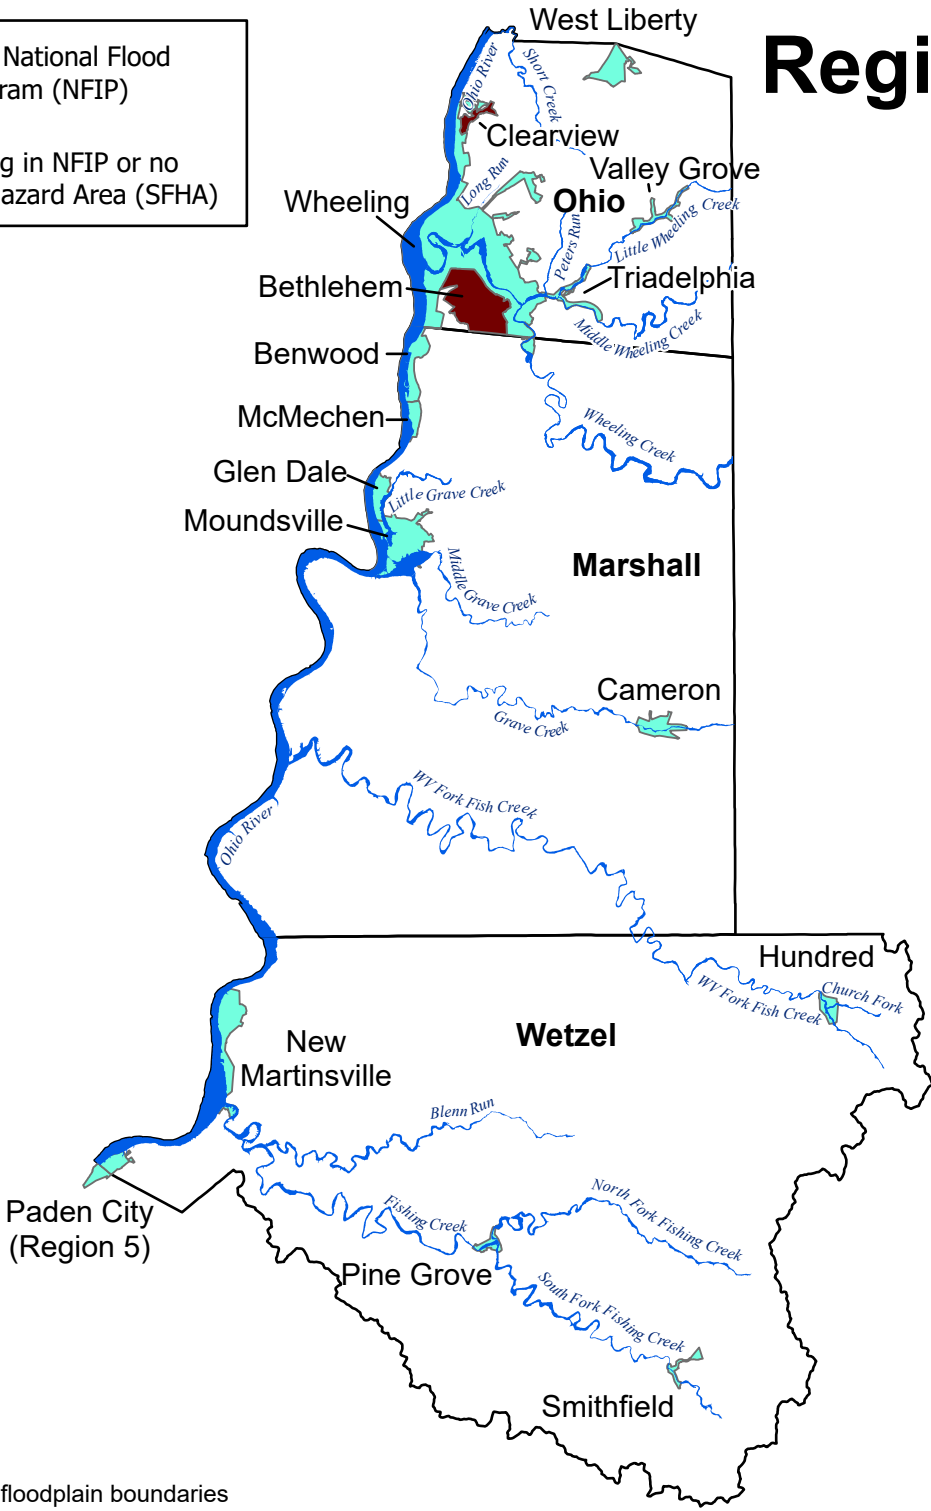 West Liberty
Regi
National Flood
ram (NFIP)
g in NFIP or no
azard Area (SFHA)
Ohio River
Short Creek
Clearview
Long Run
Valley Grove
Wheeling
Ohio
Little Wheeling Creek
Peters Run
Triadelphia
Bethlehem
Middle Wheeling Creek
Benwood
McMechen
Wheeling Creek
Glen Dale
Little Grave Creek
Moundsville
Marshall
Middle Grave Creek
Cameron
Grave Creek
WV Fork Fish Creek
Ohio River
Hundred
WV Fork Fish Creek
Church Fork
Wetzel
New
Martinsville
Blenn Run
Paden City
(Region 5)
Fishing Creek
North Fork Fishing Creek
Pine Grove
South Fork Fishing Creek
Smithfield
floodplain boundaries